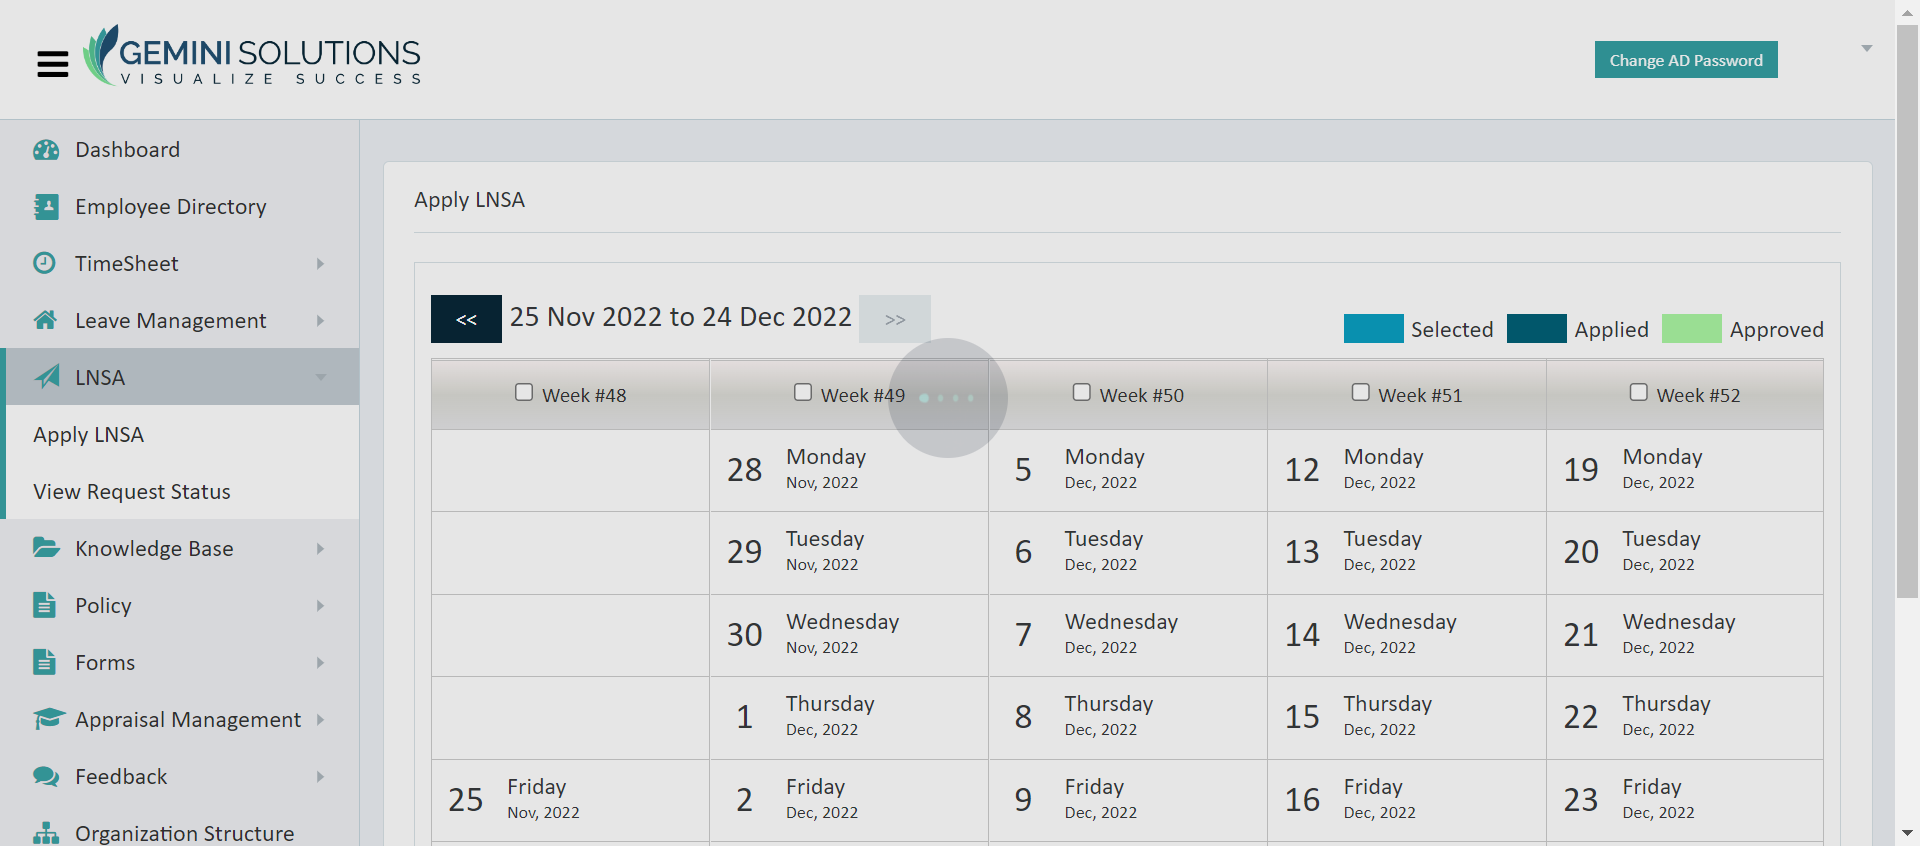 GEMINI SOLUTIONS
VISUALIZE SUCCESS
Change AD Password
Dashboard
Employee Directory
TimeSheet
Leave Management
LNSA
Apply LNSA
View Request Status
Knowledge Base
Policy
Forms
Appraisal Management
Feedback
Organization Structure
Apply LNSA
<< 25 Nov 2022 to 24 Dec 2022 >>
Selected Applied Approved
Week #48 Week #49 Week #50 Week #51 Week #52
28 Monday 5 Monday 12 Monday 19 Monday
Nov, 2022 Dec, 2022 Dec, 2022 Dec, 2022
29 Tuesday 6 Tuesday 13 Tuesday 20 Tuesday
Nov, 2022 Dec, 2022 Dec, 2022 Dec, 2022
30 Wednesday 7 Wednesday 14 Wednesday 21 Wednesday
Nov, 2022 Dec, 2022 Dec, 2022 Dec, 2022
1 Thursday 8 Thursday 15 Thursday 22 Thursday
Dec, 2022 Dec, 2022 Dec, 2022 Dec, 2022
25 Friday 2 Friday 9 Friday 16 Friday 23 Friday
Nov, 2022 Dec, 2022 Dec, 2022 Dec, 2022 Dec, 2022